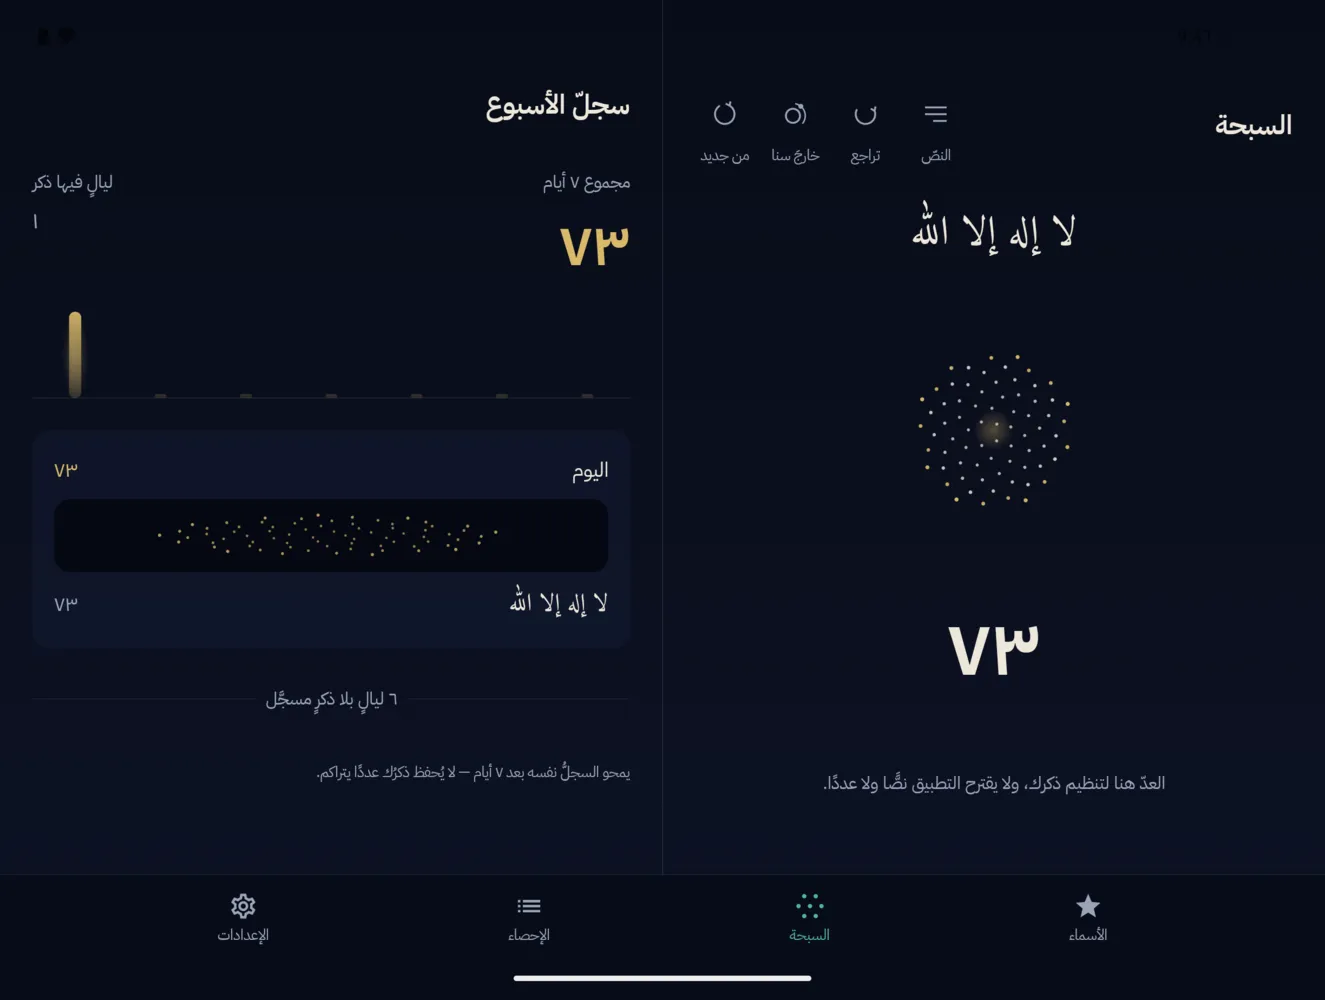 السبحة
النصّ
تراجع
خارجَ سنا
من جديد
لا إله إلا الله
٧٣
العدّ هنا لتنظيم ذكرك، ولا يقترح التطبيق نصًّا ولا عددًا.
سجلّ الأسبوع
مجموع ٧ أيام
٧٣
ليالٍ فيها ذكر
١
اليوم
٧٣
لا إله إلا الله
٧٣
٦ ليالٍ بلا ذكرٍ مسجَّل
يمحو السجلُّ نفسه بعد ٧ أيام — لا يُحفظ ذكرُك عددًا يتراكم.
الأسماء
السبحة
الإحصاء
الإعدادات